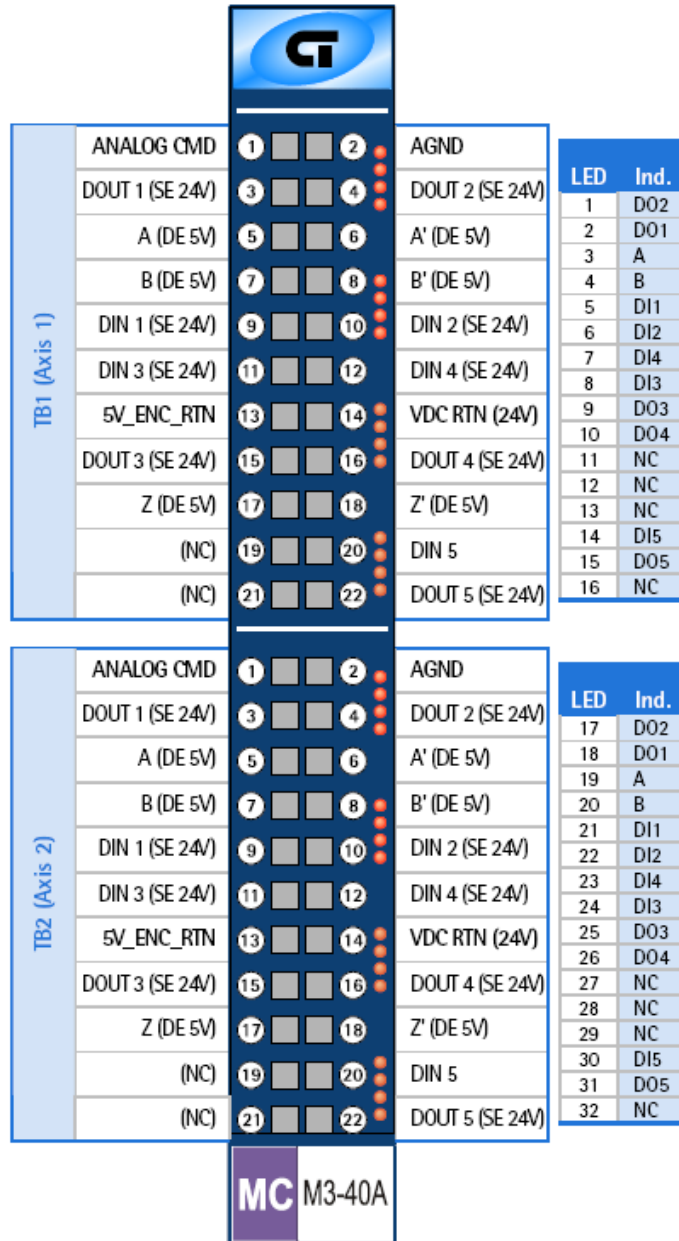 CT
TB1 (Axis 1)
ANALOG CMD 1 2 AGND
DOUT 1 (SE 24V) 3 4 DOUT 2 (SE 24V)
A (DE 5V) 5 6 A' (DE 5V)
B (DE 5V) 7 8 B' (DE 5V)
DIN 1 (SE 24V) 9 10 DIN 2 (SE 24V)
DIN 3 (SE 24V) 11 12 DIN 4 (SE 24V)
5V_ENC_RTN 13 14 VDC RTN (24V)
DOUT 3 (SE 24V) 15 16 DOUT 4 (SE 24V)
Z (DE 5V) 17 18 Z' (DE 5V)
(NC) 19 20 DIN 5
(NC) 21 22 DOUT 5 (SE 24V)
LED Ind.
1 DO2
2 DO1
3 A
4 B
5 DI1
6 DI2
7 DI4
8 DI3
9 DO3
10 DO4
11 NC
12 NC
13 NC
14 DI5
15 DO5
16 NC
TB2 (Axis 2)
ANALOG CMD 1 2 AGND
DOUT 1 (SE 24V) 3 4 DOUT 2 (SE 24V)
A (DE 5V) 5 6 A' (DE 5V)
B (DE 5V) 7 8 B' (DE 5V)
DIN 1 (SE 24V) 9 10 DIN 2 (SE 24V)
DIN 3 (SE 24V) 11 12 DIN 4 (SE 24V)
5V_ENC_RTN 13 14 VDC RTN (24V)
DOUT 3 (SE 24V) 15 16 DOUT 4 (SE 24V)
Z (DE 5V) 17 18 Z' (DE 5V)
(NC) 19 20 DIN 5
(NC) 21 22 DOUT 5 (SE 24V)
LED Ind.
17 DO2
18 DO1
19 A
20 B
21 DI1
22 DI2
23 DI4
24 DI3
25 DO3
26 DO4
27 NC
28 NC
29 NC
30 DI5
31 DO5
32 NC
MC M3-40A